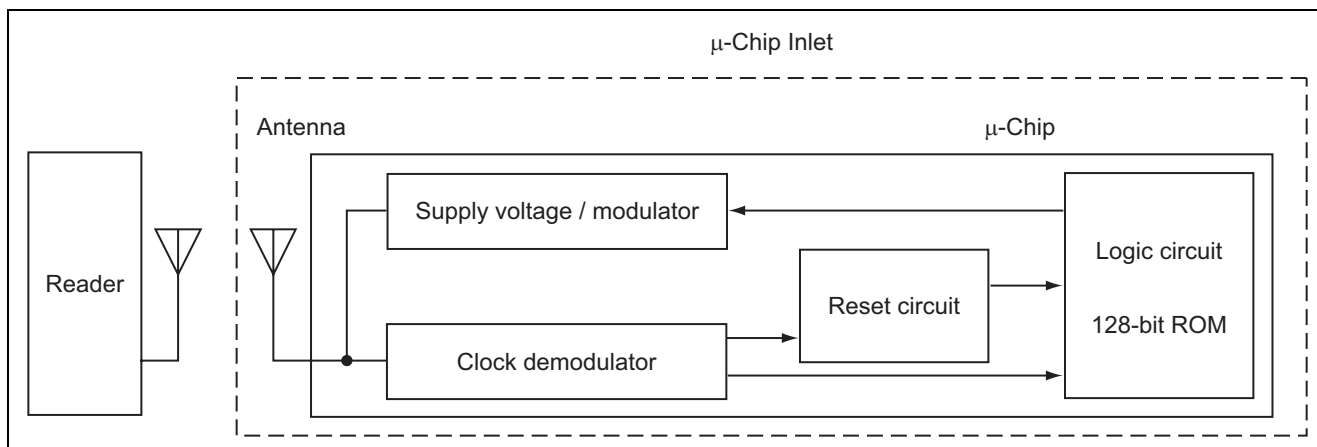 μ-Chip Inlet
Antenna
μ-Chip
Supply voltage / modulator
Logic circuit
Reader
Reset circuit
128-bit ROM
Clock demodulator